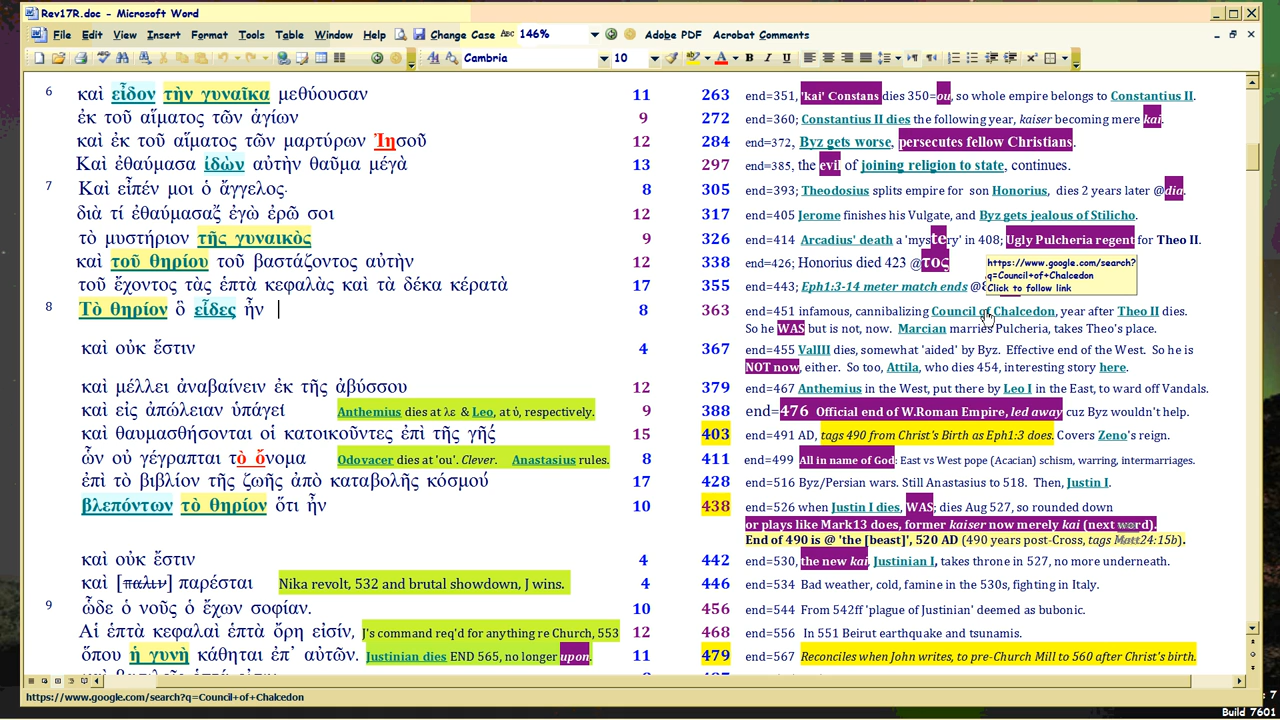 Rev17R.doc - Microsoft Word
File Edit View Insert Format Tools Table Window Help Change Case ABC 146% Adobe PDF Acrobat Comments
Cambria 10 B I U
6 καὶ εἶδον τὴν γυναῖκα μεθύουσαν 11 263 end=351, 'kai' Constans dies 350=ου, so whole empire belongs to Constantius II.
ἐκ τοῦ αἵματος τῶν ἁγίων 9 272 end=360; Constantius II dies the following year, kaiser becoming mere kai.
καὶ ἐκ τοῦ αἵματος τῶν μαρτύρων Ἰησοῦ 12 284 end=372, Byz gets worse, persecutes fellow Christians.
Καὶ ἐθαύμασα ἰδὼν αὐτὴν θαῦμα μέγὰ 13 297 end=385, the evil of joining religion to state, continues.
7 Καὶ εἶπέν μοι ὁ ἄγγελος· 8 305 end=393; Theodosius splits empire for son Honorius, dies 2 years later @dia.
διὰ τί ἐθαύμασαξ ἐγὼ ἐρῶ σοι 12 317 end=405 Jerome finishes his Vulgate, and Byz gets jealous of Stilicho.
τὸ μυστήριον τῆς γυναικὸς 9 326 end=414 Arcadius' death a 'mystery' in 408; Ugly Pulcheria regent for Theo II.
καὶ τοῦ θηρίου τοῦ βαστάζοντος αὐτὴν 12 338 end=426; Honorius died 423 @τος
τοῦ ἔχοντος τὰς ἑπτὰ κεφαλὰς καὶ τὰ δέκα κέρατὰ 17 355 end=443; Eph1:3-14 meter match ends
https://www.google.com/search?
q=Council+of+Chalcedon
Click to follow link
8 Τὸ θηρίον ὃ εἶδες ἦν 8 363 end=451 infamous, cannibalizing Council of Chalcedon, year after Theo II dies.
So he WAS but is not, now. Marcian marries Pulcheria, takes Theo's place.
καὶ οὐκ ἔστιν 4 367 end=455 ValIII dies, somewhat 'aided' by Byz. Effective end of the West. So he is
NOT now, either. So too, Attila, who dies 454, interesting story here.
καὶ μέλλει ἀναβαίνειν ἐκ τῆς ἀβύσσου 12 379 end=467 Anthemius in the West, put there by Leo I in the East, to ward off Vandals.
καὶ εἰς ἀπώλειαν ὑπάγεί Anthemius dies at λε & Leo, at ύ, respectively. 9 388 end=476 Official end of W.Roman Empire, led away cuz Byz wouldn't help.
καὶ θαυμασθήσονται οἱ κατοικοῦντες ἐπὶ τῆς γῆς 15 403 end=491 AD, tags 490 from Christ's Birth as Eph1:3 does. Covers Zeno's reign.
ὧν οὐ γέγραπται τὸ ὄνομα Odovacer dies at 'ou'. Clever. Anastasius rules. 8 411 end=499 All in name of God: East vs West pope (Acacian) schism, warring, intermarriages.
ἐπὶ τὸ βιβλίον τῆς ζωῆς ἀπὸ καταβολῆς κόσμού 17 428 end=516 Byz/Persian wars. Still Anastasius to 518. Then, Justin I.
βλεπόντων τὸ θηρίον ὅτι ἦν 10 438 end=526 when Justin I dies, WAS; dies Aug 527, so rounded down
or plays like Mark13 does, former kaiser now merely kai (next word).
End of 490 is @ 'the [beast]', 520 AD (490 years post-Cross, tags Matt24:15b).
καὶ οὐκ ἔστιν 4 442 end=530, the new kai, Justinian I, takes throne in 527, no more underneath.
καὶ [παλιν] παρέσται Nika revolt, 532 and brutal showdown, J wins. 4 446 end=534 Bad weather, cold, famine in the 530s, fighting in Italy.
9 ὧδε ὁ νοῦς ὁ ἔχων σοφίαν. 10 456 end=544 From 542ff 'plague of Justinian' deemed as bubonic.
Αἱ ἑπτὰ κεφαλαὶ ἑπτὰ ὄρη εἰσίν, J's command req'd for anything re Church, 553 12 468 end=556 In 551 Beirut earthquake and tsunamis.
ὅπου ἡ γυνὴ κάθηται ἐπ᾽ αὐτῶν. Justinian dies END 565, no longer upon. 11 479 end=567 Reconciles when John writes, to pre-Church Mill to 560 after Christ's birth.
https://www.google.com/search?q=Council+of+Chalcedon
: 7
Build 7601